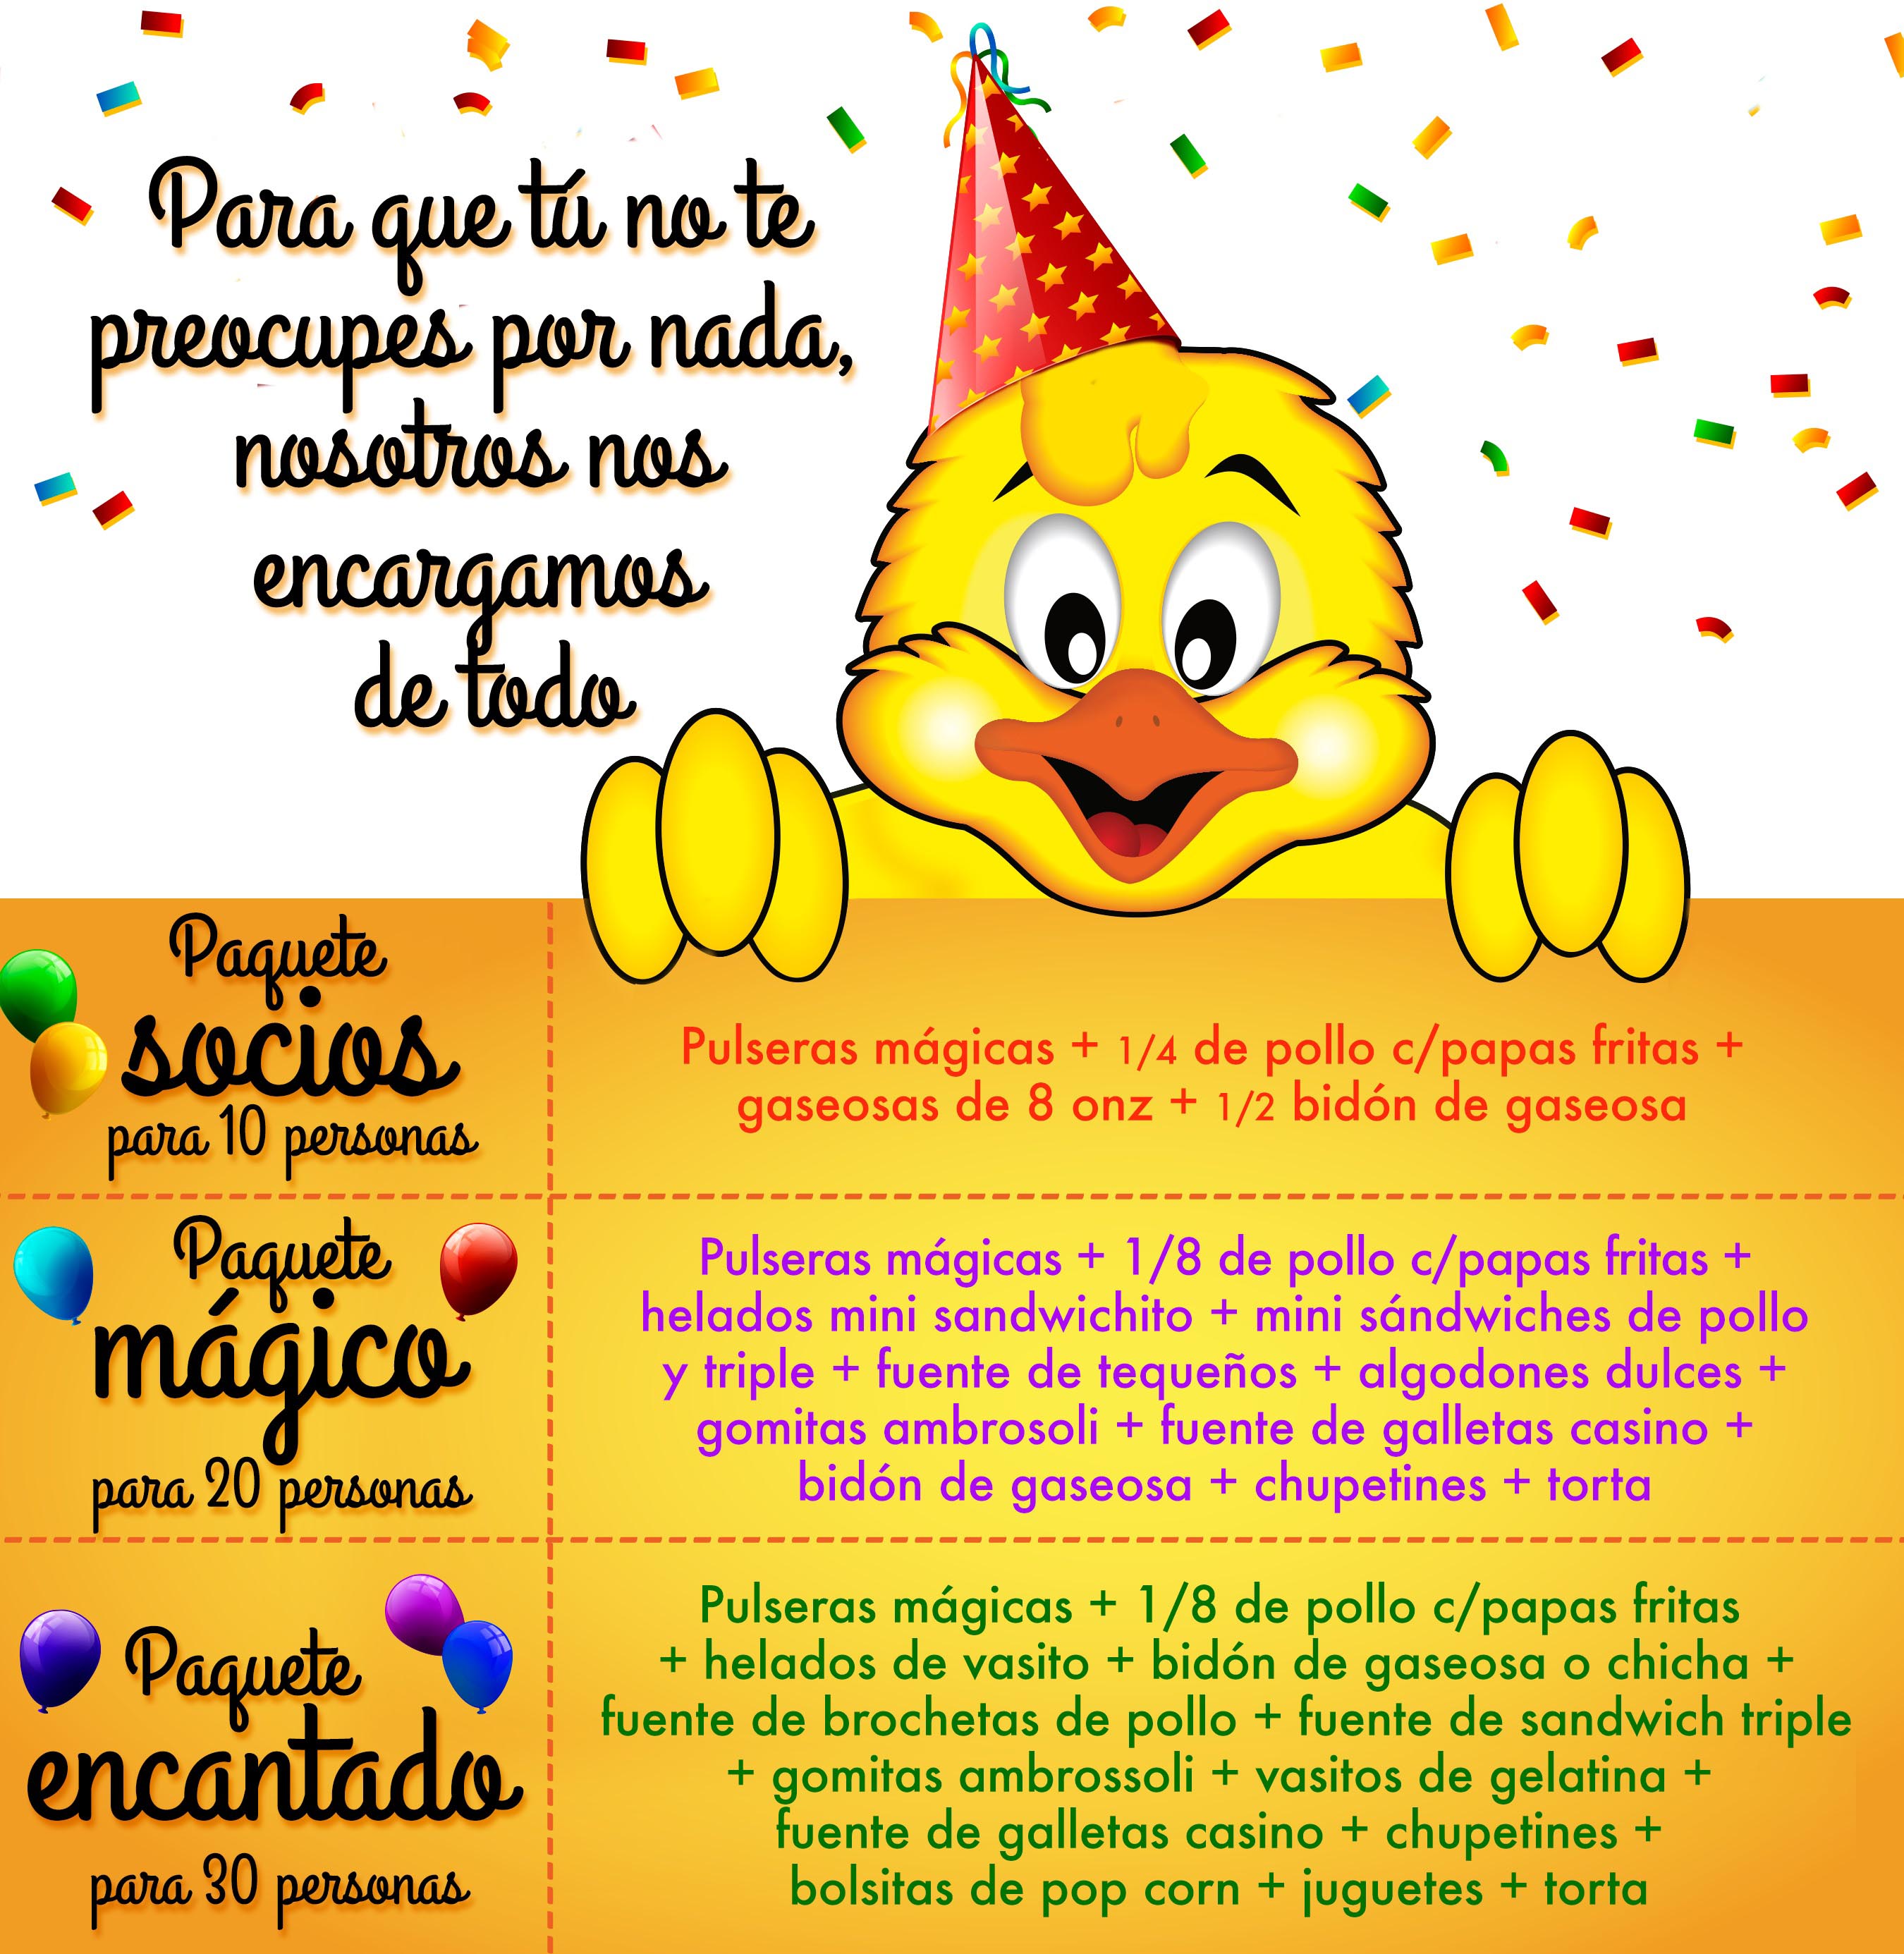 Para que tú no te
preocupes por nada,
nosotros nos
encargamos
de todo
Paquete
socios
para 10 personas
Pulseras mágicas + 1/4 de pollo c/papas fritas +
gaseosas de 8 onz + 1/2 bidón de gaseosa
Paquete
mágico
para 20 personas
Pulseras mágicas + 1/8 de pollo c/papas fritas +
helados mini sandwichito + mini sándwiches de pollo
y triple + fuente de tequeños + algodones dulces +
gomitas ambrosoli + fuente de galletas casino +
bidón de gaseosa + chupetines + torta
Paquete
encantado
para 30 personas
Pulseras mágicas + 1/8 de pollo c/papas fritas
+ helados de vasito + bidón de gaseosa o chicha +
fuente de brochetas de pollo + fuente de sandwich triple
+ gomitas ambrossoli + vasitos de gelatina +
fuente de galletas casino + chupetines +
bolsitas de pop corn + juguetes + torta